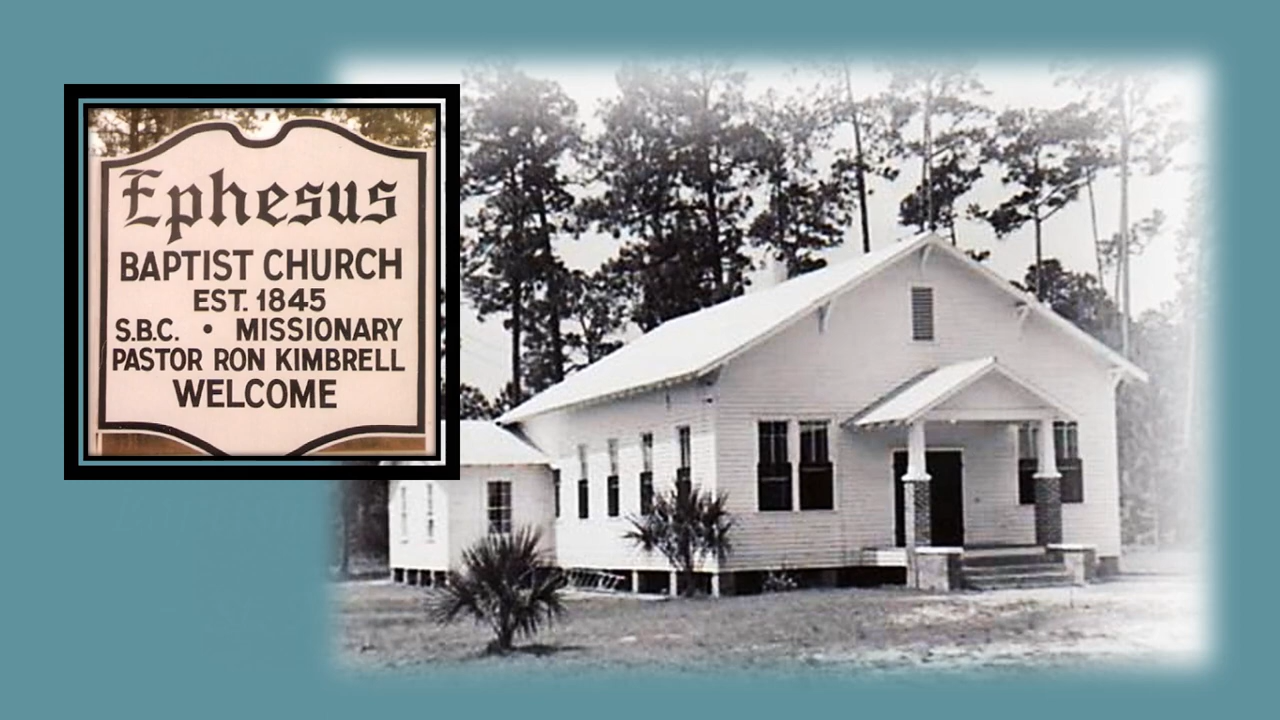 Ephesus
BAPTIST CHURCH
EST. 1845
S.B.C. • MISSIONARY
PASTOR RON KIMBRELL
WELCOME